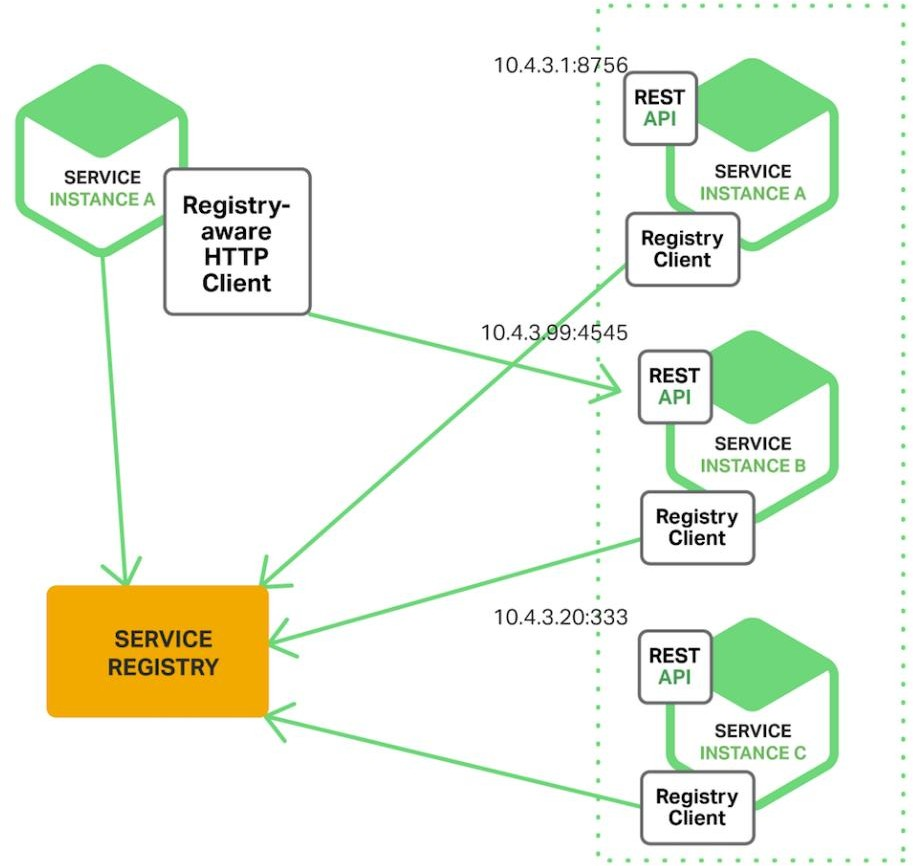 SERVICE
INSTANCE A
Registry-
aware
HTTP
Client
SERVICE
REGISTRY
10.4.3.1:8756
REST
API
SERVICE
INSTANCE A
Registry
Client
10.4.3.99:4545
REST
API
SERVICE
INSTANCE B
Registry
Client
10.4.3.20:333
REST
API
SERVICE
INSTANCE C
Registry
Client